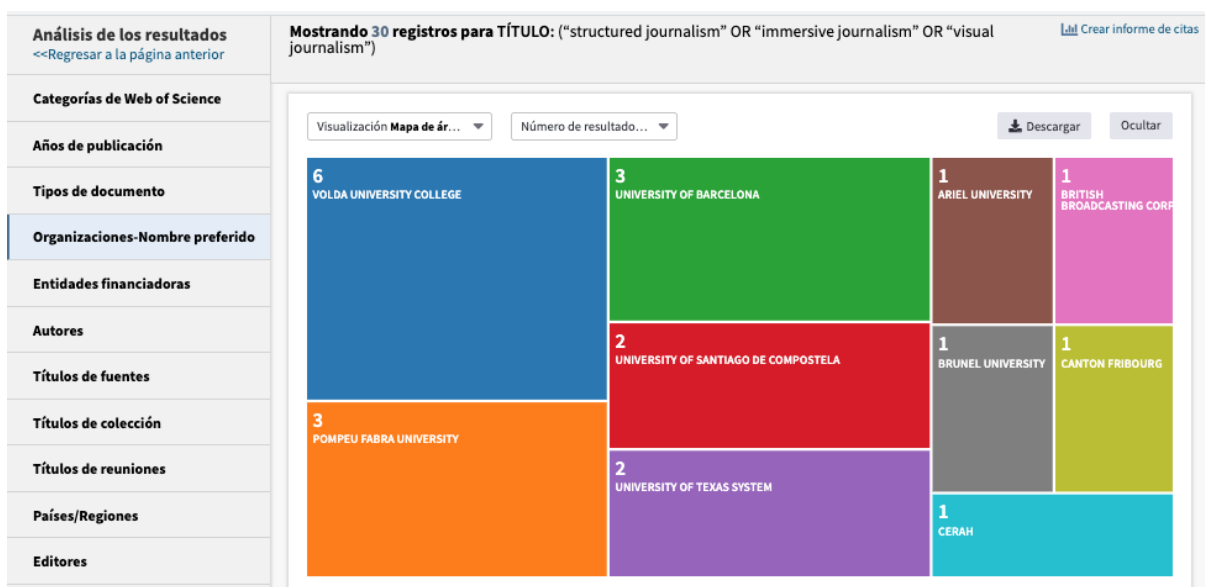 Análisis de los resultados
<<Regresar a la página anterior
Categorías de Web of Science
Años de publicación
Tipos de documento
Organizaciones-Nombre preferido
Entidades financiadoras
Autores
Títulos de fuentes
Títulos de colección
Títulos de reuniones
Países/Regiones
Editores
Mostrando 30 registros para TÍTULO: (“structured journalism” OR “immersive journalism” OR “visual
journalism”)
Crear informe de citas
Visualización Mapa de ár...
Número de resultado...
Descargar
Ocultar
6
VOLDA UNIVERSITY COLLEGE
3
POMPEU FABRA UNIVERSITY
3
UNIVERSITY OF BARCELONA
2
UNIVERSITY OF SANTIAGO DE COMPOSTELA
2
UNIVERSITY OF TEXAS SYSTEM
1
ARIEL UNIVERSITY
1
BRITISH
BROADCASTING CORP
1
BRUNEL UNIVERSITY
1
CANTON FRIBOURG
1
CERAH